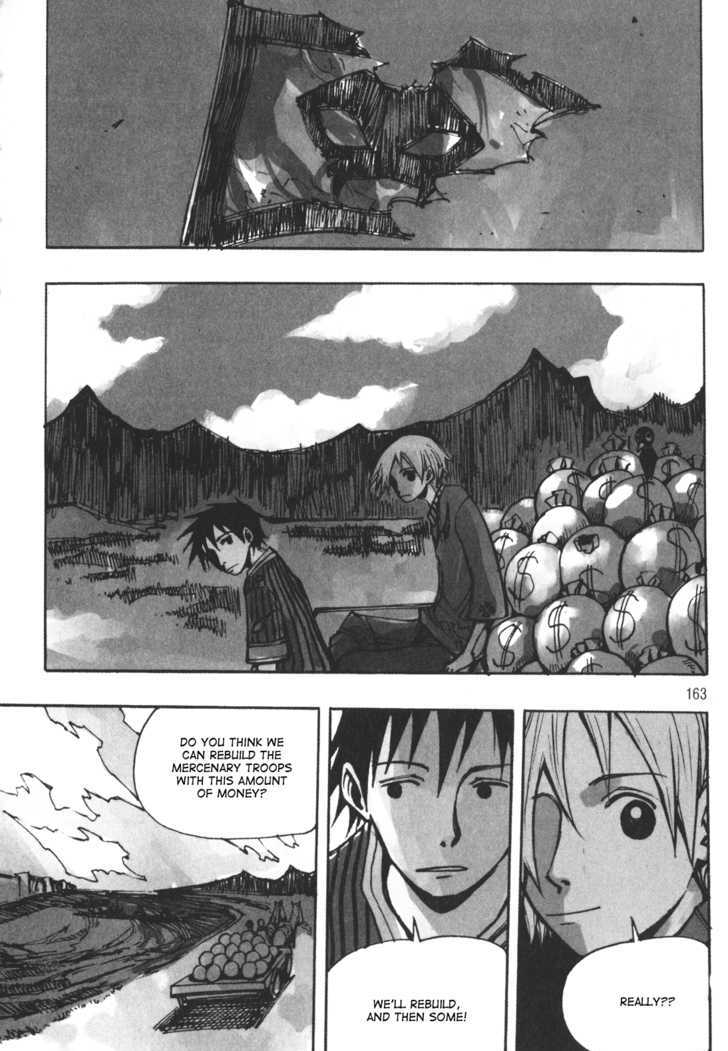 $
$
$
$
$
$
$
$
163
DO YOU THINK WE
CAN REBUILD THE
MERCENARY TROOPS
WITH THIS AMOUNT
OF MONEY?
WE'LL REBUILD,
AND THEN SOME!
REALLY??